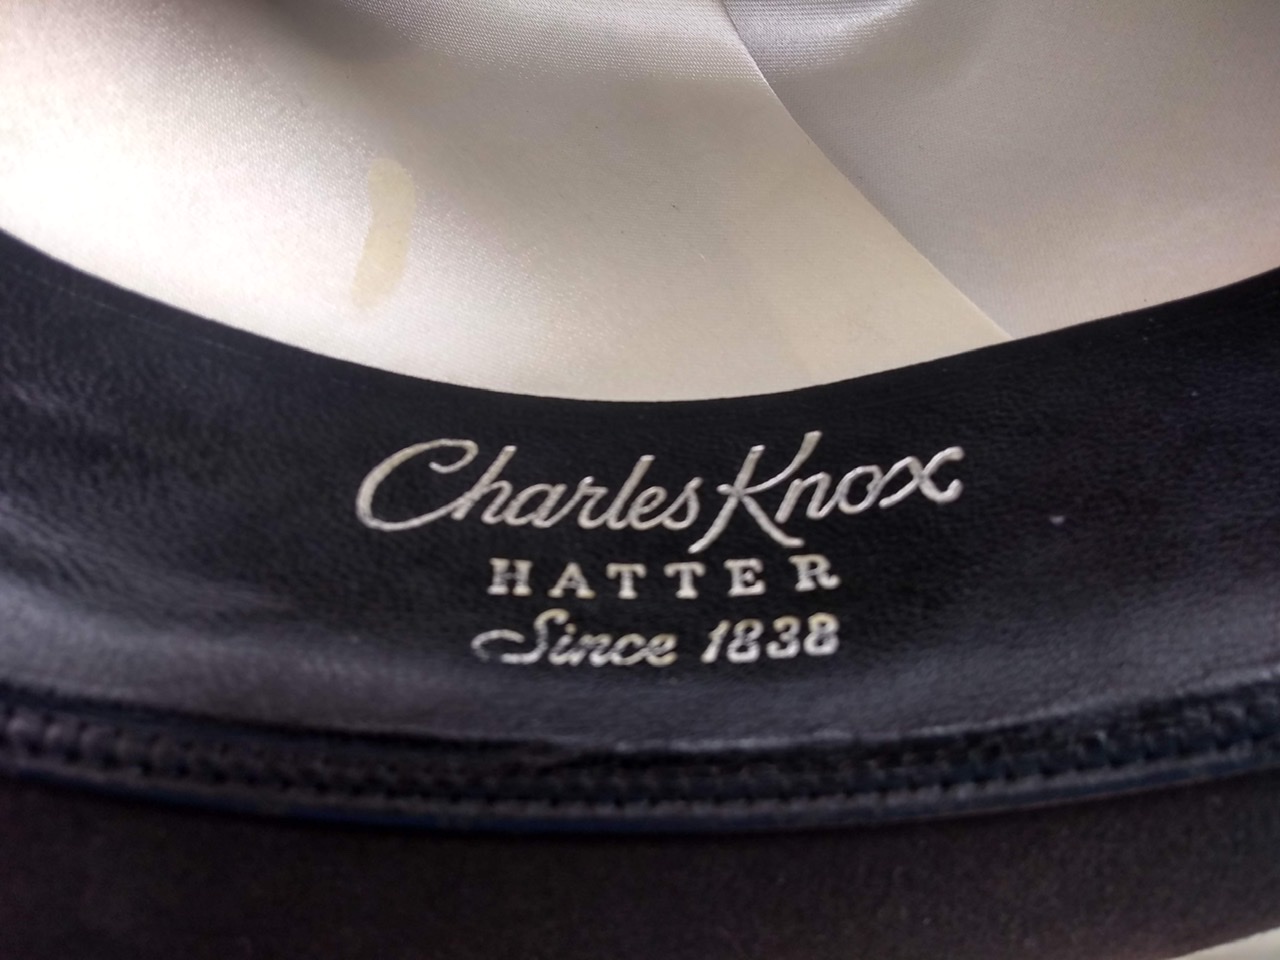 Charles Knox
HATTER
Since 1838